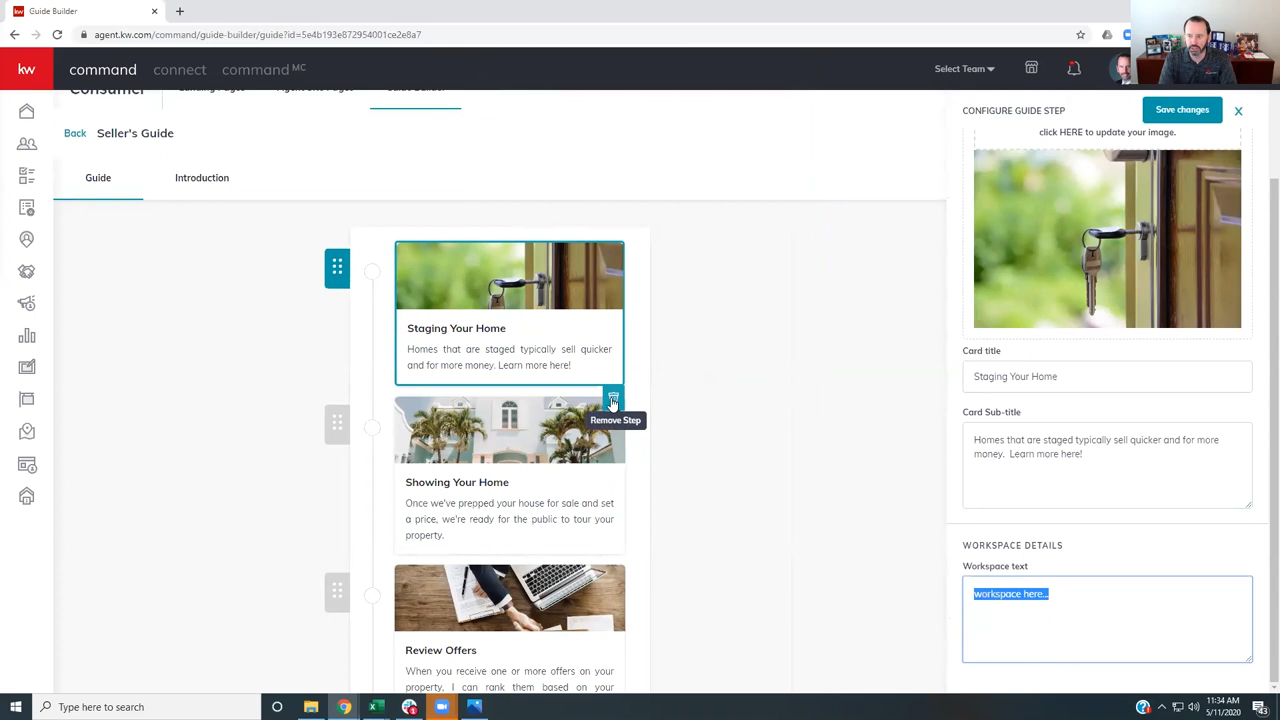 Guide Builder
agent.kw.com/command/guide-builder/guide?id=5e4b193e872954001ce2e8a7
kw
command
connect
command MC
Select Team
Consumer
Back
Seller's Guide
Guide
Introduction
Staging Your Home
Homes that are staged typically sell quicker
and for more money. Learn more here!
Remove Step
Showing Your Home
Once we've prepped your house for sale and set
a price, we're ready for the public to tour your
property.
Review Offers
When you receive one or more offers on your
property, I can rank them based on your
CONFIGURE GUIDE STEP
Save changes
X
click HERE to update your image.
Card title
Staging Your Home
Card Sub-title
Homes that are staged typically sell quicker and for more
money. Learn more here!
WORKSPACE DETAILS
Workspace text
workspace here...
Type here to search
11:34 AM
5/11/2020
43